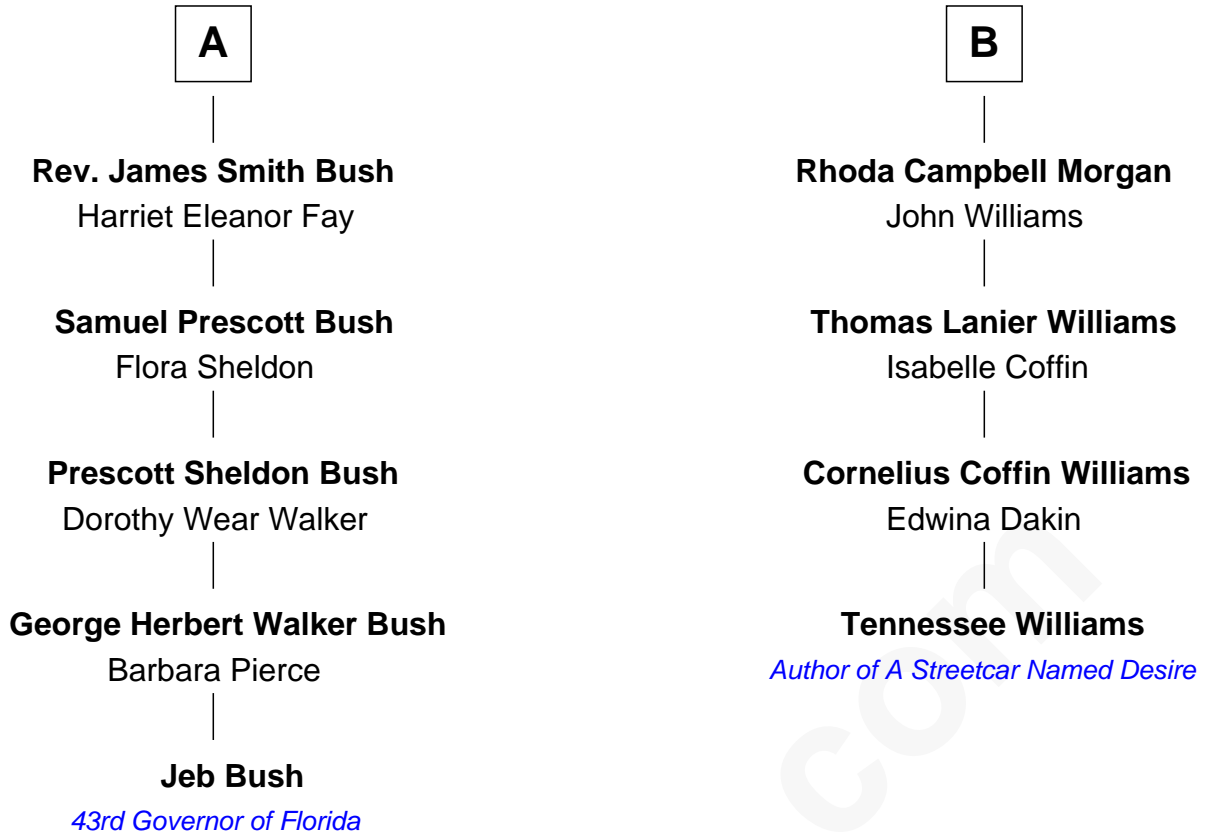 A
Rev. James Smith Bush
Harriet Eleanor Fay
Samuel Prescott Bush
Flora Sheldon
Prescott Sheldon Bush
Dorothy Wear Walker
George Herbert Walker Bush
Barbara Pierce
Jeb Bush
43rd Governor of Florida
B
Rhoda Campbell Morgan
John Williams
Thomas Lanier Williams
Isabelle Coffin
Cornelius Coffin Williams
Edwina Dakin
Tennessee Williams
Author of A Streetcar Named Desire
com